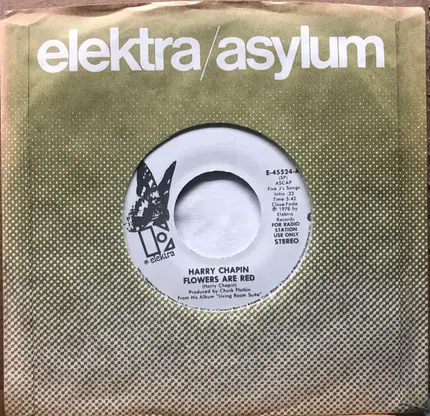 elektra/asylum
E-45524-A
(SP)
ASCAP
Five J's Songs
Intro :22
Time 3:42
Close-Fade
℗ 1978 by
Elektra
Records
FOR RADIO
STATION
USE ONLY
STEREO
elektra
HARRY CHAPIN
FLOWERS ARE RED
(Harry Chapin)
Produced by Chuck Plotkin
From His Album "Living Room Suite"